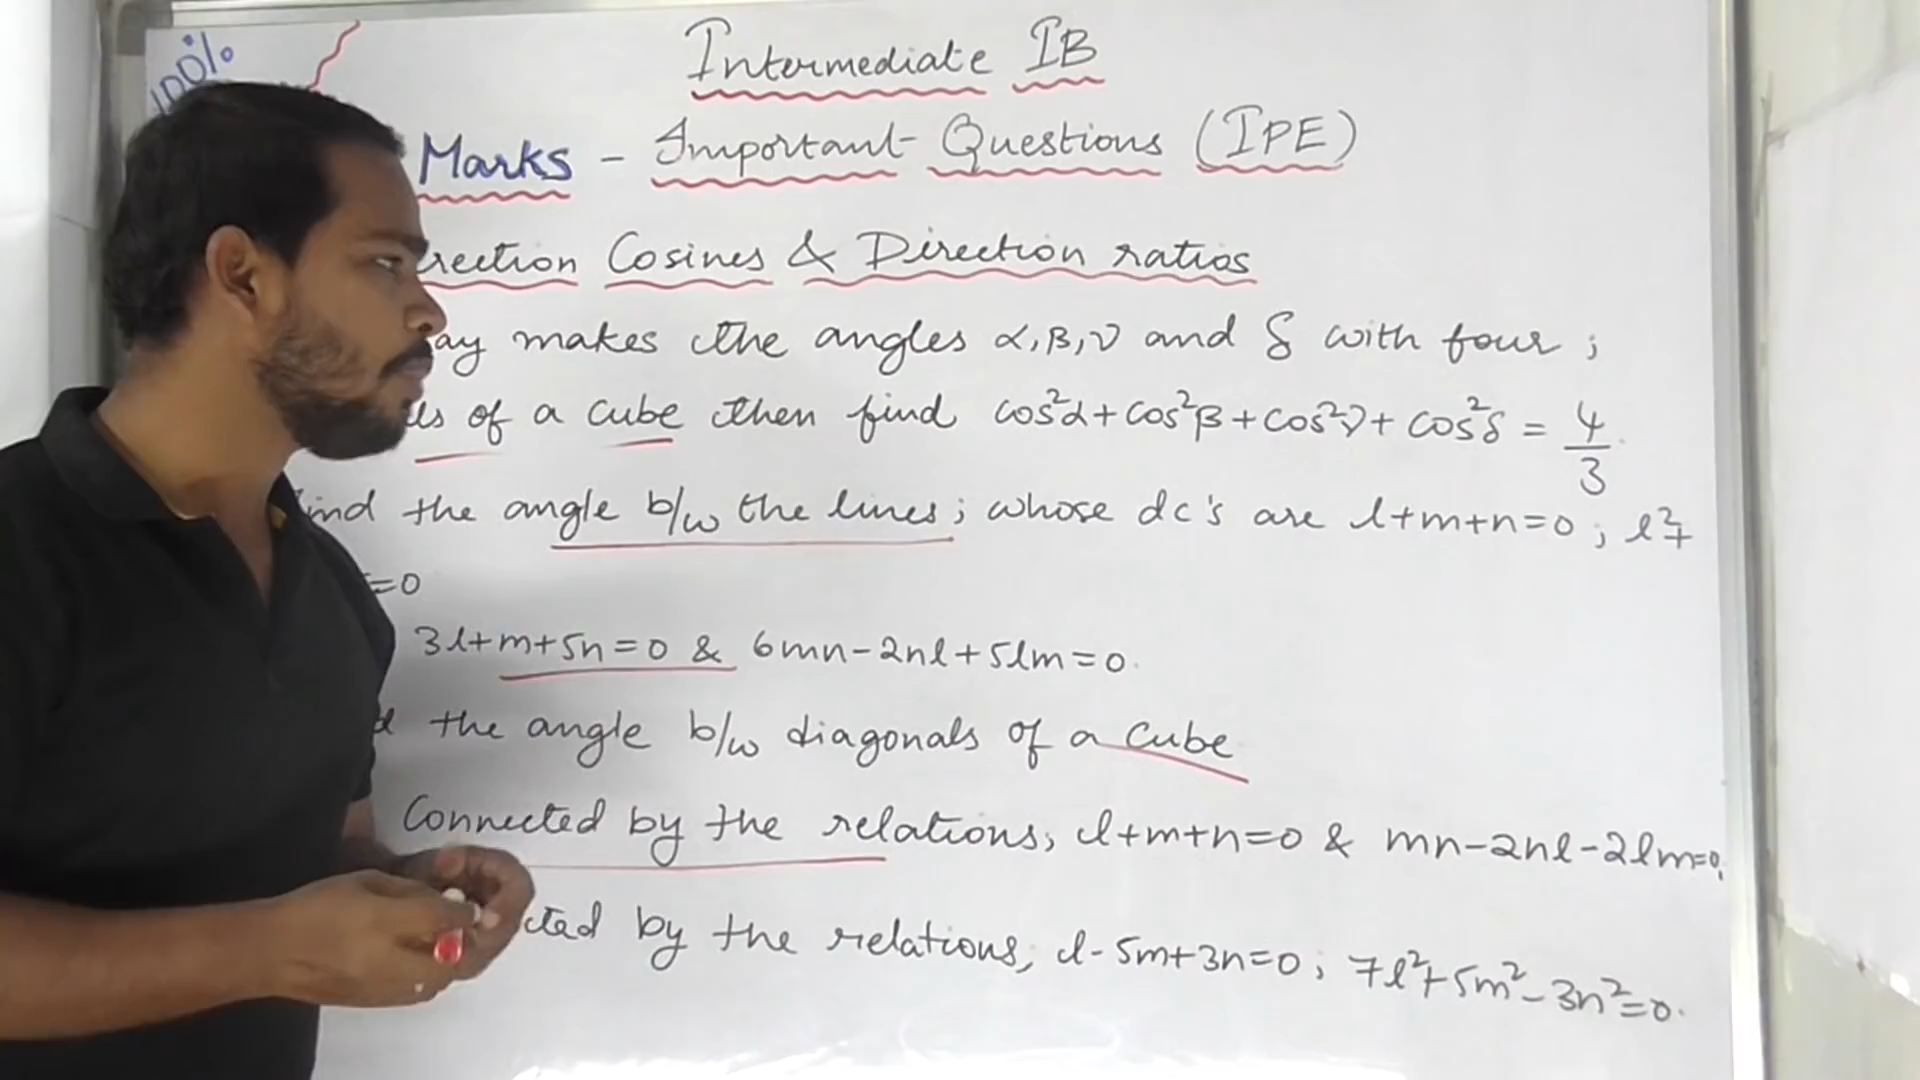 100%
Intermediate IB
Marks - Important Questions (IPE)
rection Cosines & Direction ratios
ay makes the angles α, β, γ and δ with four ;
ls of a cube then find cos²α + cos²β + cos²γ + cos²δ = 4/3.
ind the angle b/w the lines ; whose dc's are l+m+n=0 ; l²+
=0
3l+m+5n=0 & 6mn-2nl+5lm=0.
d the angle b/w diagonals of a cube
Connected by the relations, l+m+n=0 & mn-2nl-2lm=0.
cted by the relations, l-5m+3n=0 ; 7l²+5m²-3n²=0.